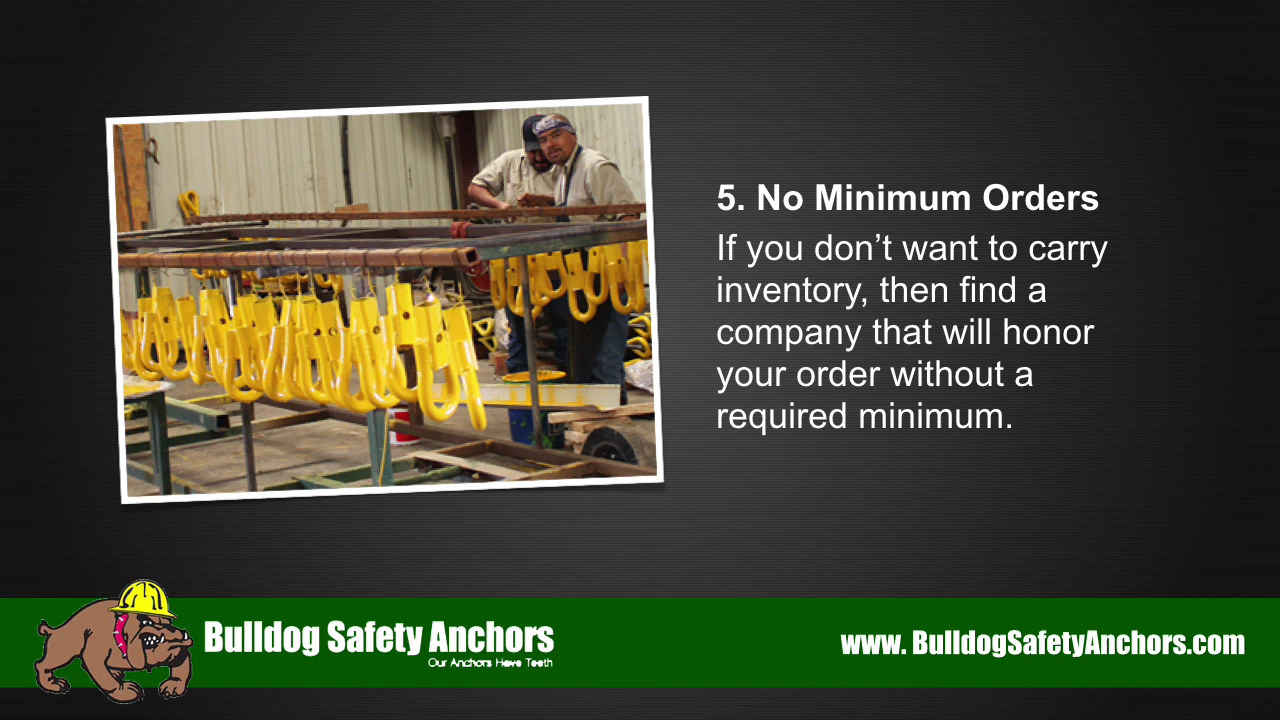 5. No Minimum Orders
If you don’t want to carry
inventory, then find a
company that will honor
your order without a
required minimum.
Bulldog Safety Anchors
Our Anchors Have Teeth
www. BulldogSafetyAnchors.com